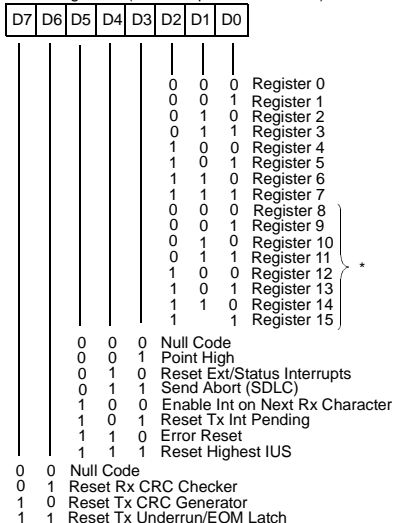 D7 D6 D5 D4 D3 D2 D1 D0
0 0 0 Register 0
0 0 1 Register 1
0 1 0 Register 2
0 1 1 Register 3
1 0 0 Register 4
1 0 1 Register 5
1 1 0 Register 6
1 1 1 Register 7
0 0 0 Register 8
0 0 1 Register 9
0 1 0 Register 10
0 1 1 Register 11 *
1 0 0 Register 12
1 0 1 Register 13
1 1 0 Register 14
1 1 Register 15
0 0 0 Null Code
0 0 1 Point High
0 1 0 Reset Ext/Status Interrupts
0 1 1 Send Abort (SDLC)
1 0 0 Enable Int on Next Rx Character
1 0 1 Reset Tx Int Pending
1 1 0 Error Reset
1 1 1 Reset Highest IUS
0 0 Null Code
0 1 Reset Rx CRC Checker
1 0 Reset Tx CRC Generator
1 1 Reset Tx Underrun/EOM Latch